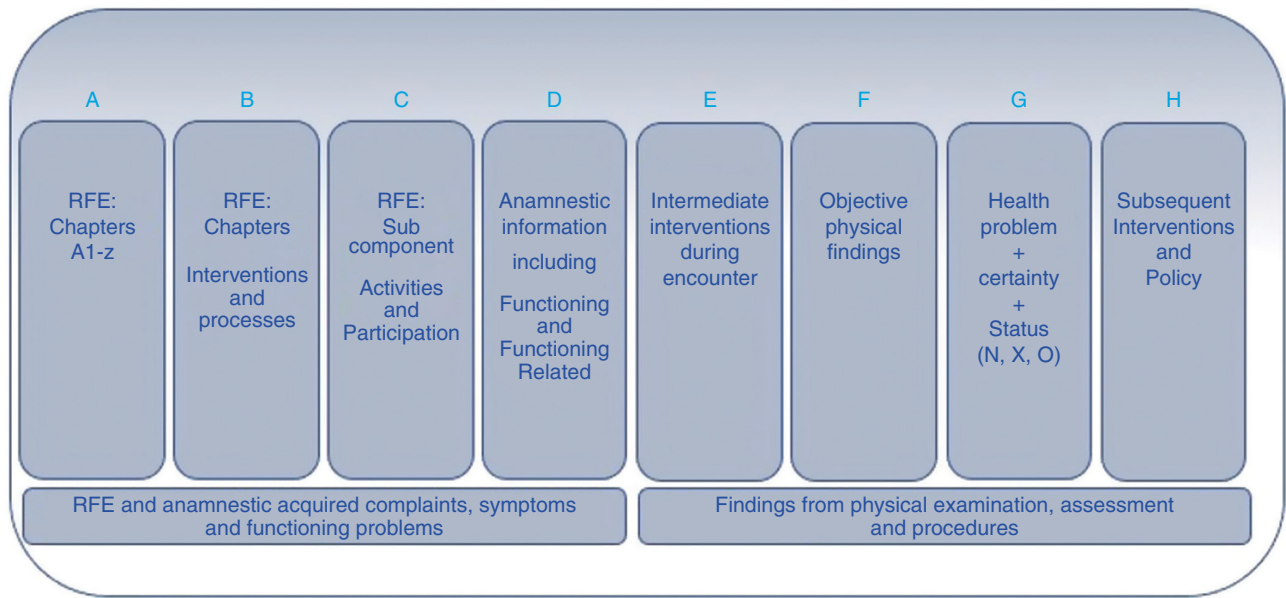 A
B
C
D
E
F
G
H
RFE:
Chapters
A1-z
RFE:
Chapters
Interventions
and
processes
RFE:
Sub
component
Activities
and
Participation
Anamnestic
information
including
Functioning
and
Functioning
Related
Intermediate
interventions
during
encounter
Objective
physical
findings
Health
problem
+
certainty
+
Status
(N, X, O)
Subsequent
Interventions
and
Policy
RFE and anamnestic acquired complaints, symptoms
and functioning problems
Findings from physical examination, assessment
and procedures